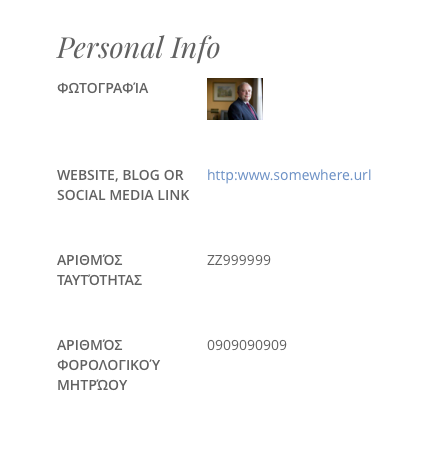 Personal Info
ΦΩΤΟΓΡΑΦΊΑ
WEBSITE, BLOG OR
SOCIAL MEDIA LINK
http:www.somewhere.url
ΑΡΙΘΜΌΣ
ΤΑΥΤΌΤΗΤΑΣ
ZZ999999
ΑΡΙΘΜΌΣ
ΦΟΡΟΛΟΓΙΚΟΎ
ΜΗΤΡΏΟΥ
0909090909